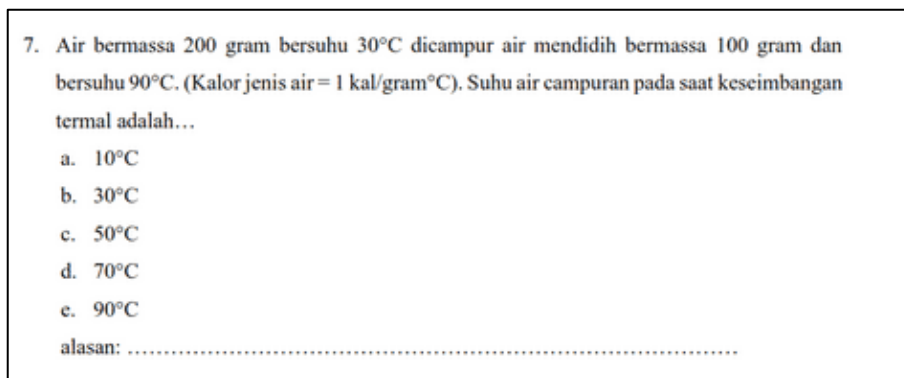 7. Air bermassa 200 gram bersuhu 30°C dicampur air mendidih bermassa 100 gram dan
bersuhu 90°C. (Kalor jenis air = 1 kal/gram°C). Suhu air campuran pada saat keseimbangan
termal adalah…
a. 10°C
b. 30°C
c. 50°C
d. 70°C
e. 90°C
alasan: ....................................................................................